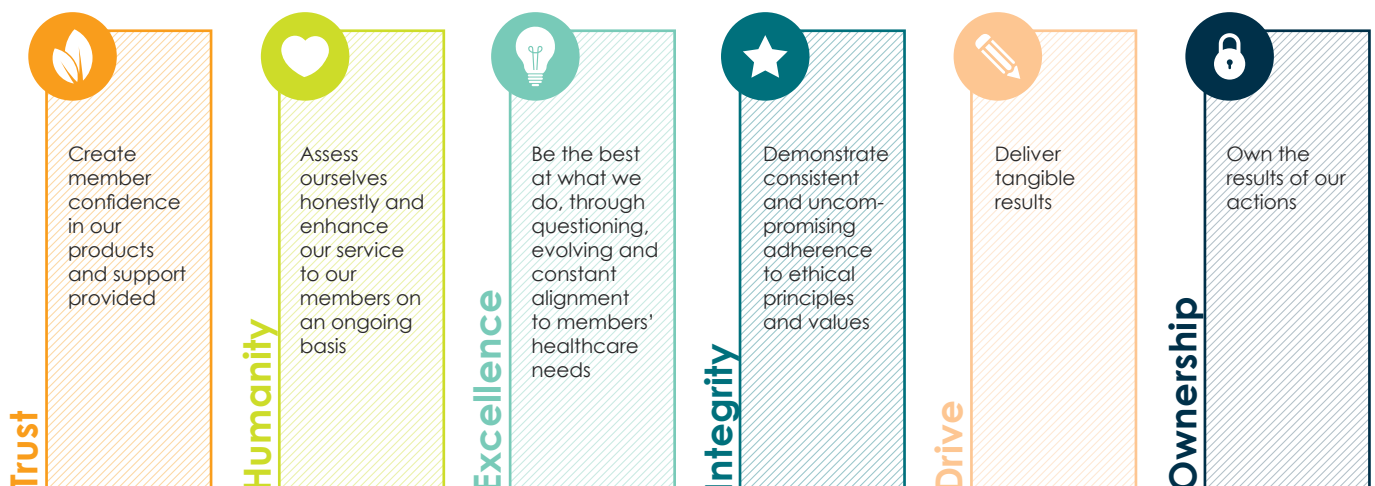 Trust
Create
member
confidence
in our
products
and support
provided
Humanity
Assess
ourselves
honestly and
enhance
our service
to our
members on
an ongoing
basis
Excellence
Be the best
at what we
do, through
questioning,
evolving and
constant
alignment
to members’
healthcare
needs
Integrity
Demonstrate
consistent
and uncom-
promising
adherence
to ethical
principles
and values
Drive
Deliver
tangible
results
Ownership
Own the
results of our
actions